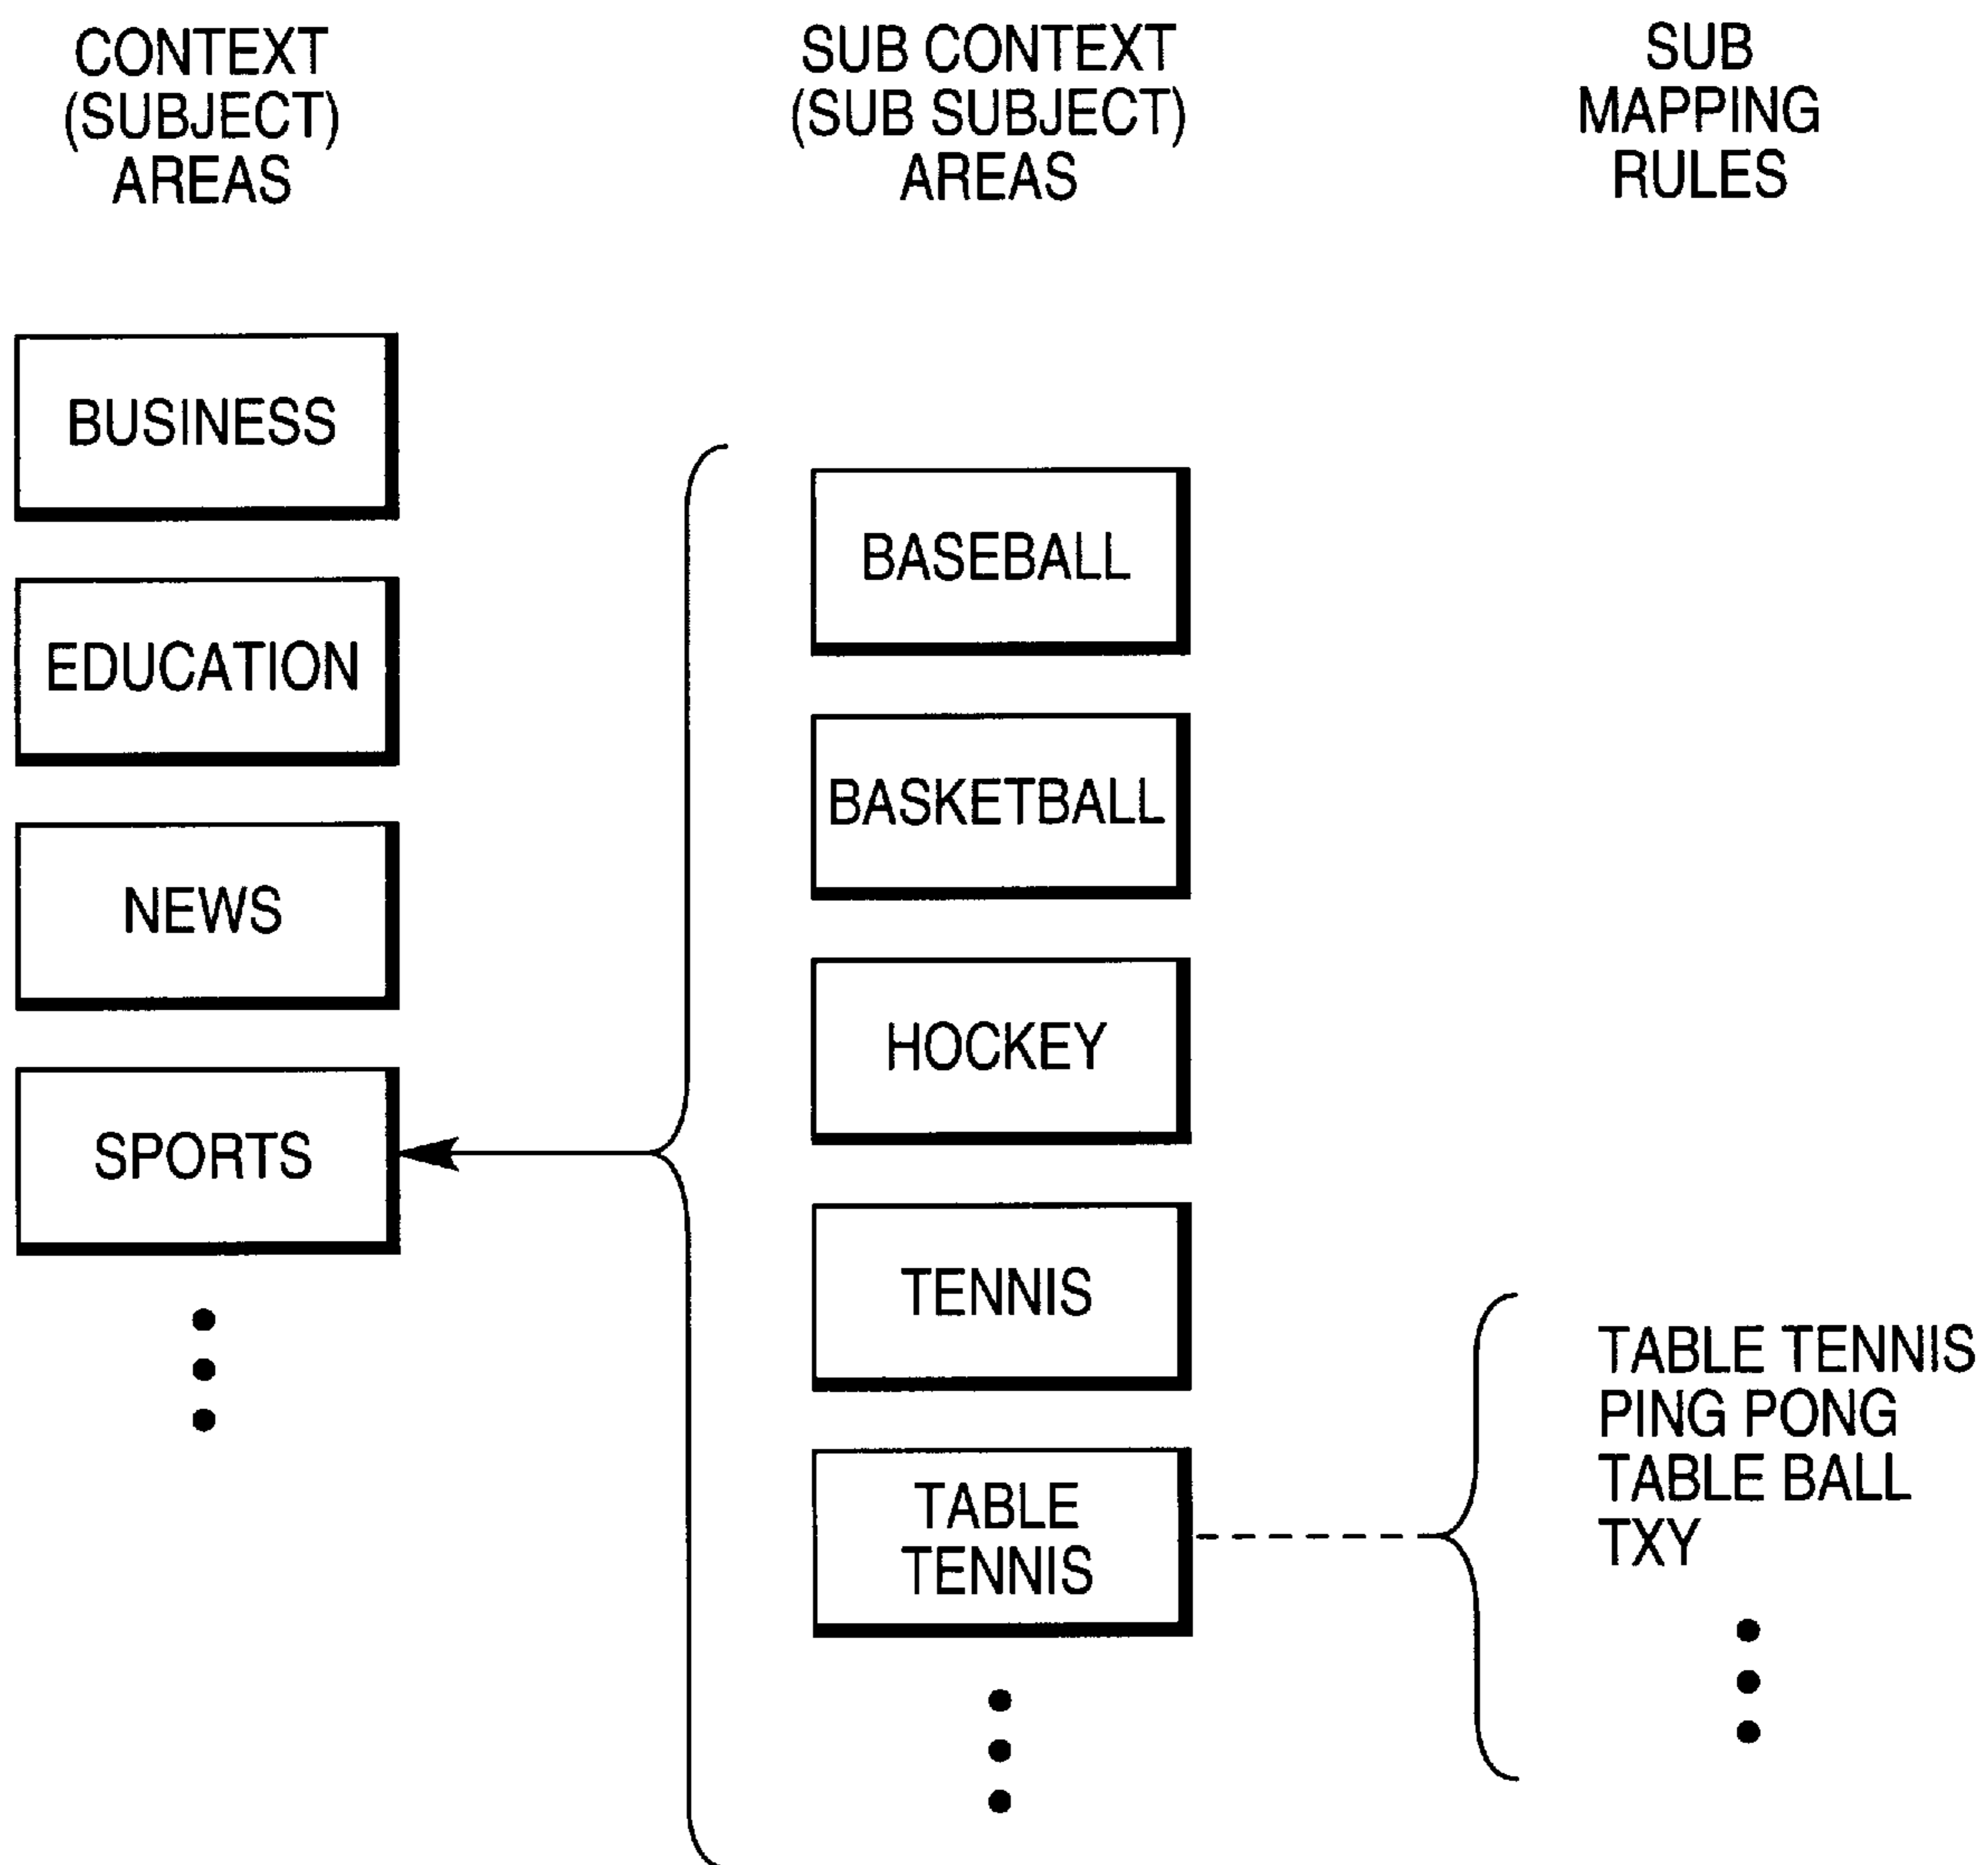 CONTEXT
(SUBJECT)
AREAS
SUB CONTEXT
(SUB SUBJECT)
AREAS
SUB
MAPPING
RULES
BUSINESS
EDUCATION
NEWS
SPORTS
BASEBALL
BASKETBALL
HOCKEY
TENNIS
TABLE
TENNIS
TABLE TENNIS
PING PONG
TABLE BALL
TXY